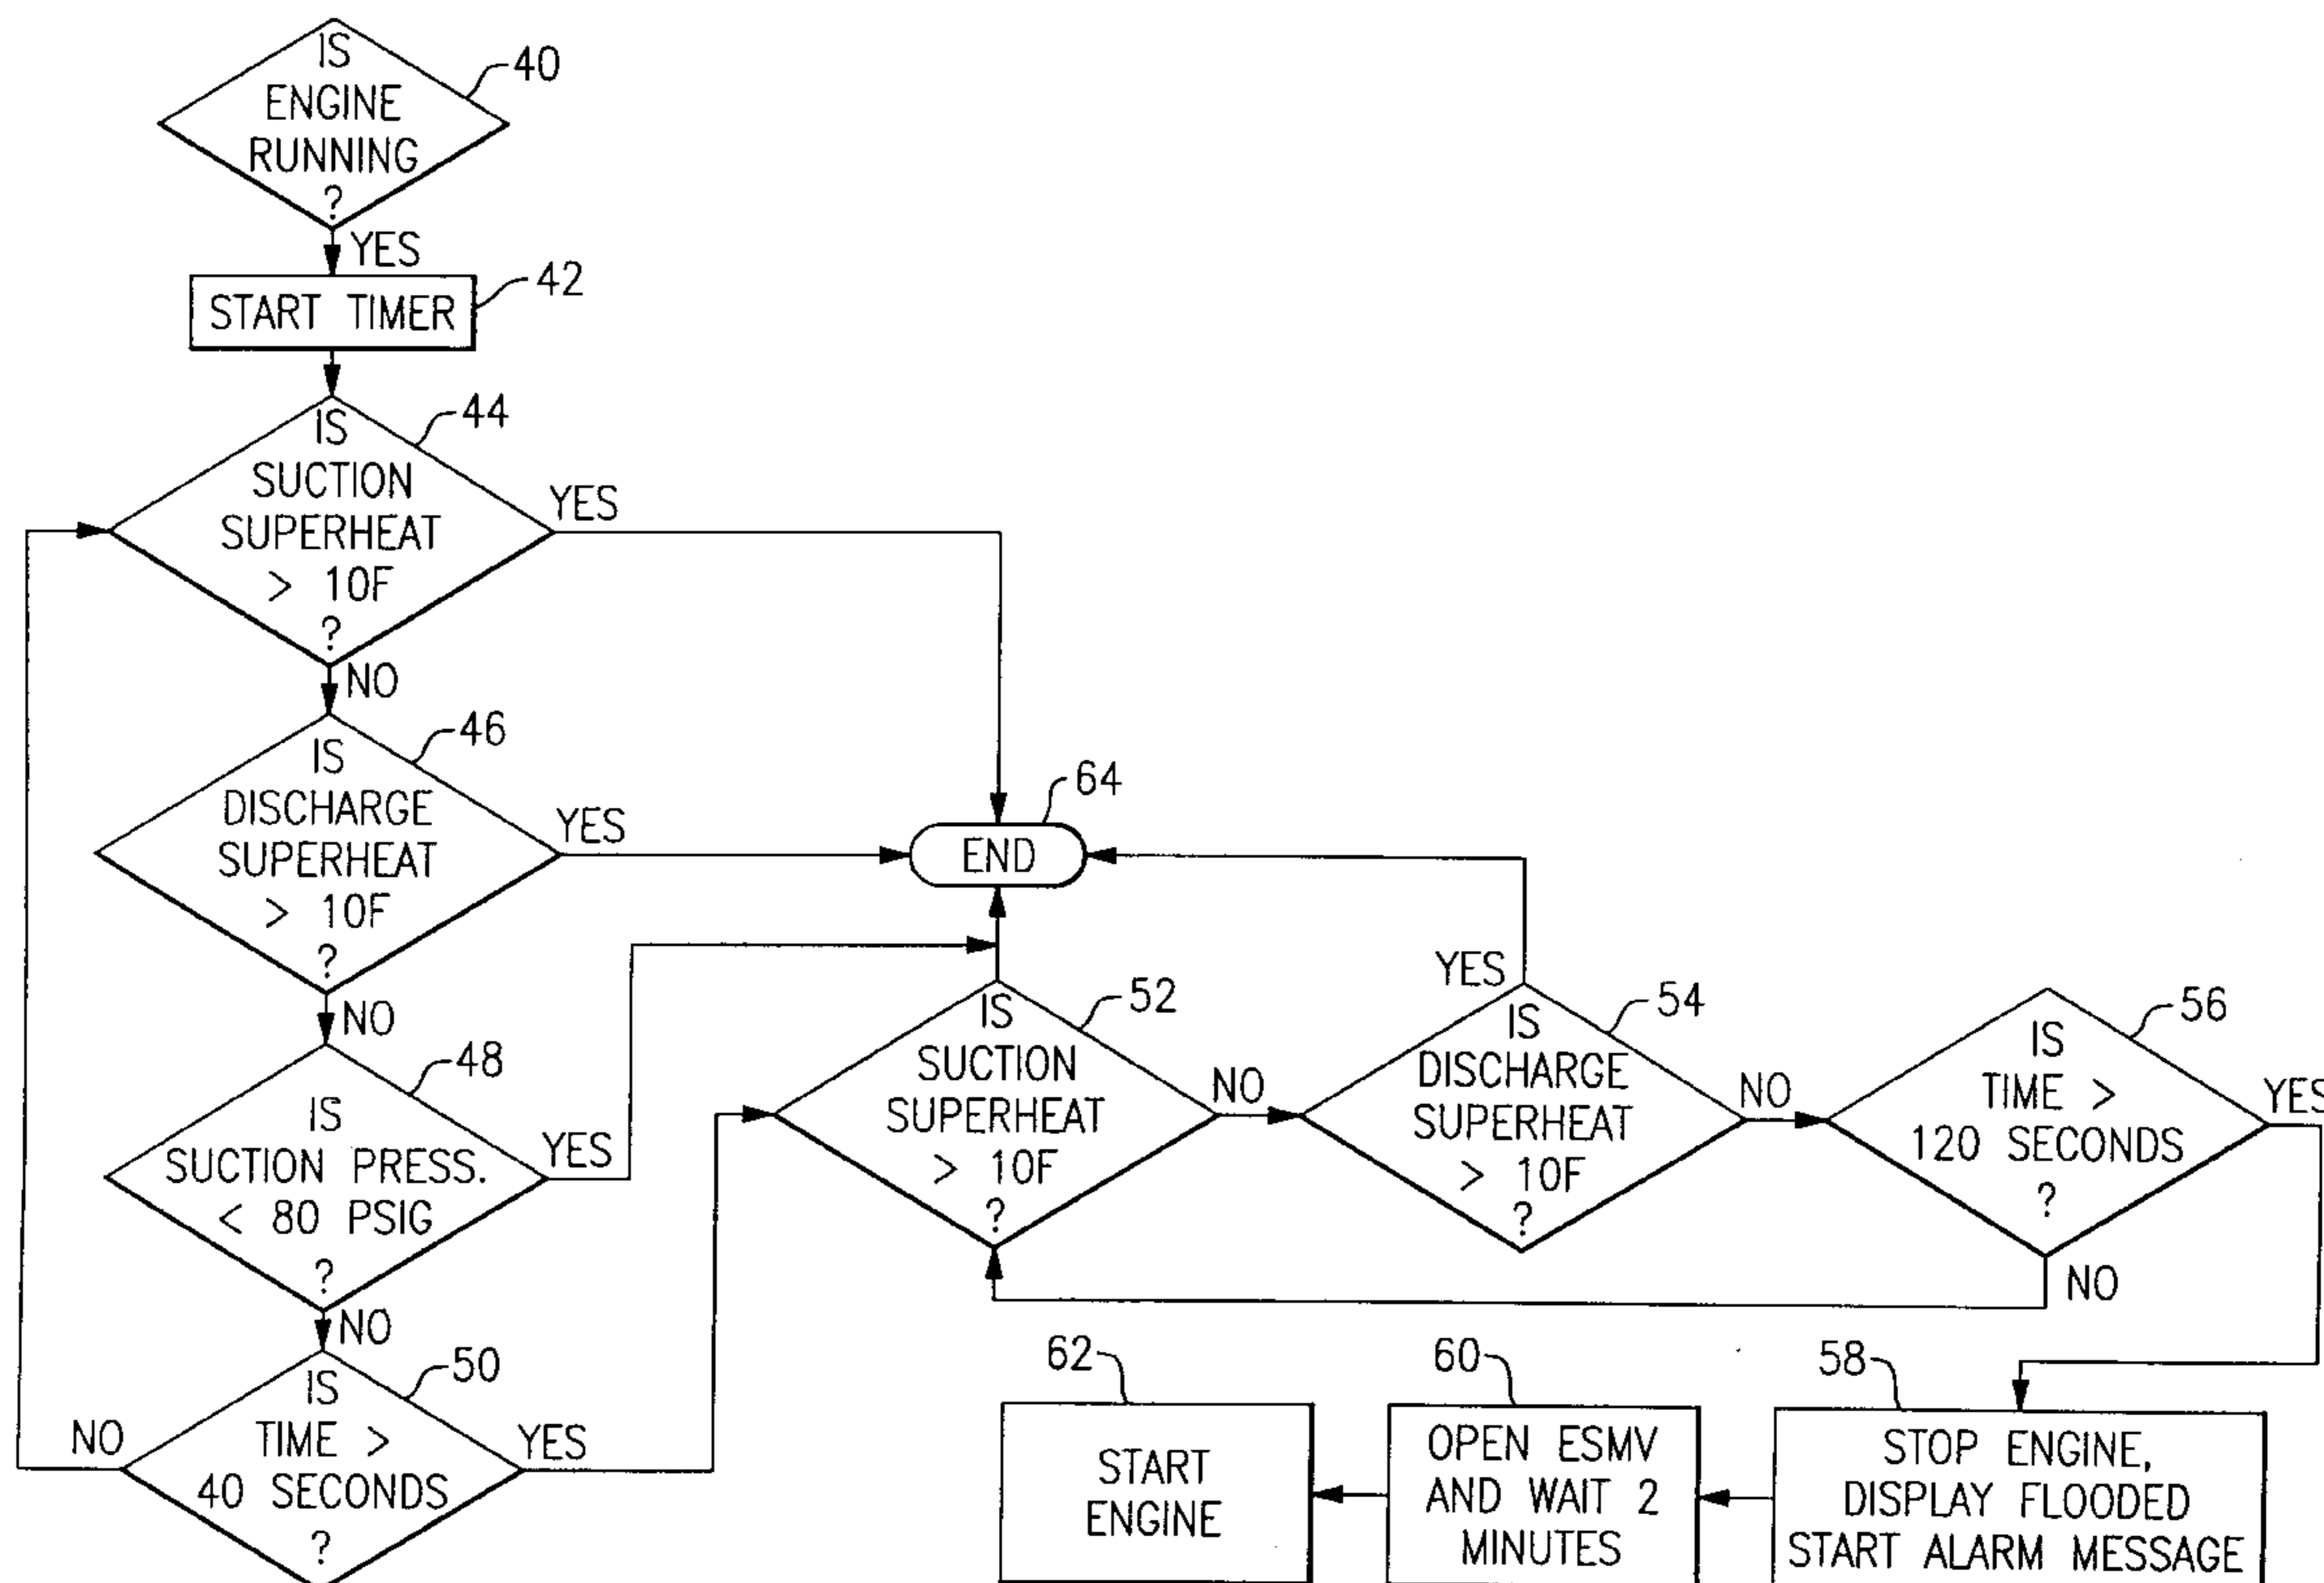 IS
ENGINE
RUNNING
?
40
YES
START TIMER
42
IS
SUCTION
SUPERHEAT
> 10F
?
44
YES
NO
IS
DISCHARGE
SUPERHEAT
> 10F
?
46
YES
NO
IS
SUCTION PRESS.
< 80 PSIG
?
48
YES
NO
IS
TIME >
40 SECONDS
?
50
NO
YES
END
64
IS
SUCTION
SUPERHEAT
> 10F
?
52
NO
IS
DISCHARGE
SUPERHEAT
> 10F
?
54
YES
NO
IS
TIME >
120 SECONDS
?
56
YES
NO
STOP ENGINE,
DISPLAY FLOODED
START ALARM MESSAGE
58
OPEN ESMV
AND WAIT 2
MINUTES
60
START
ENGINE
62